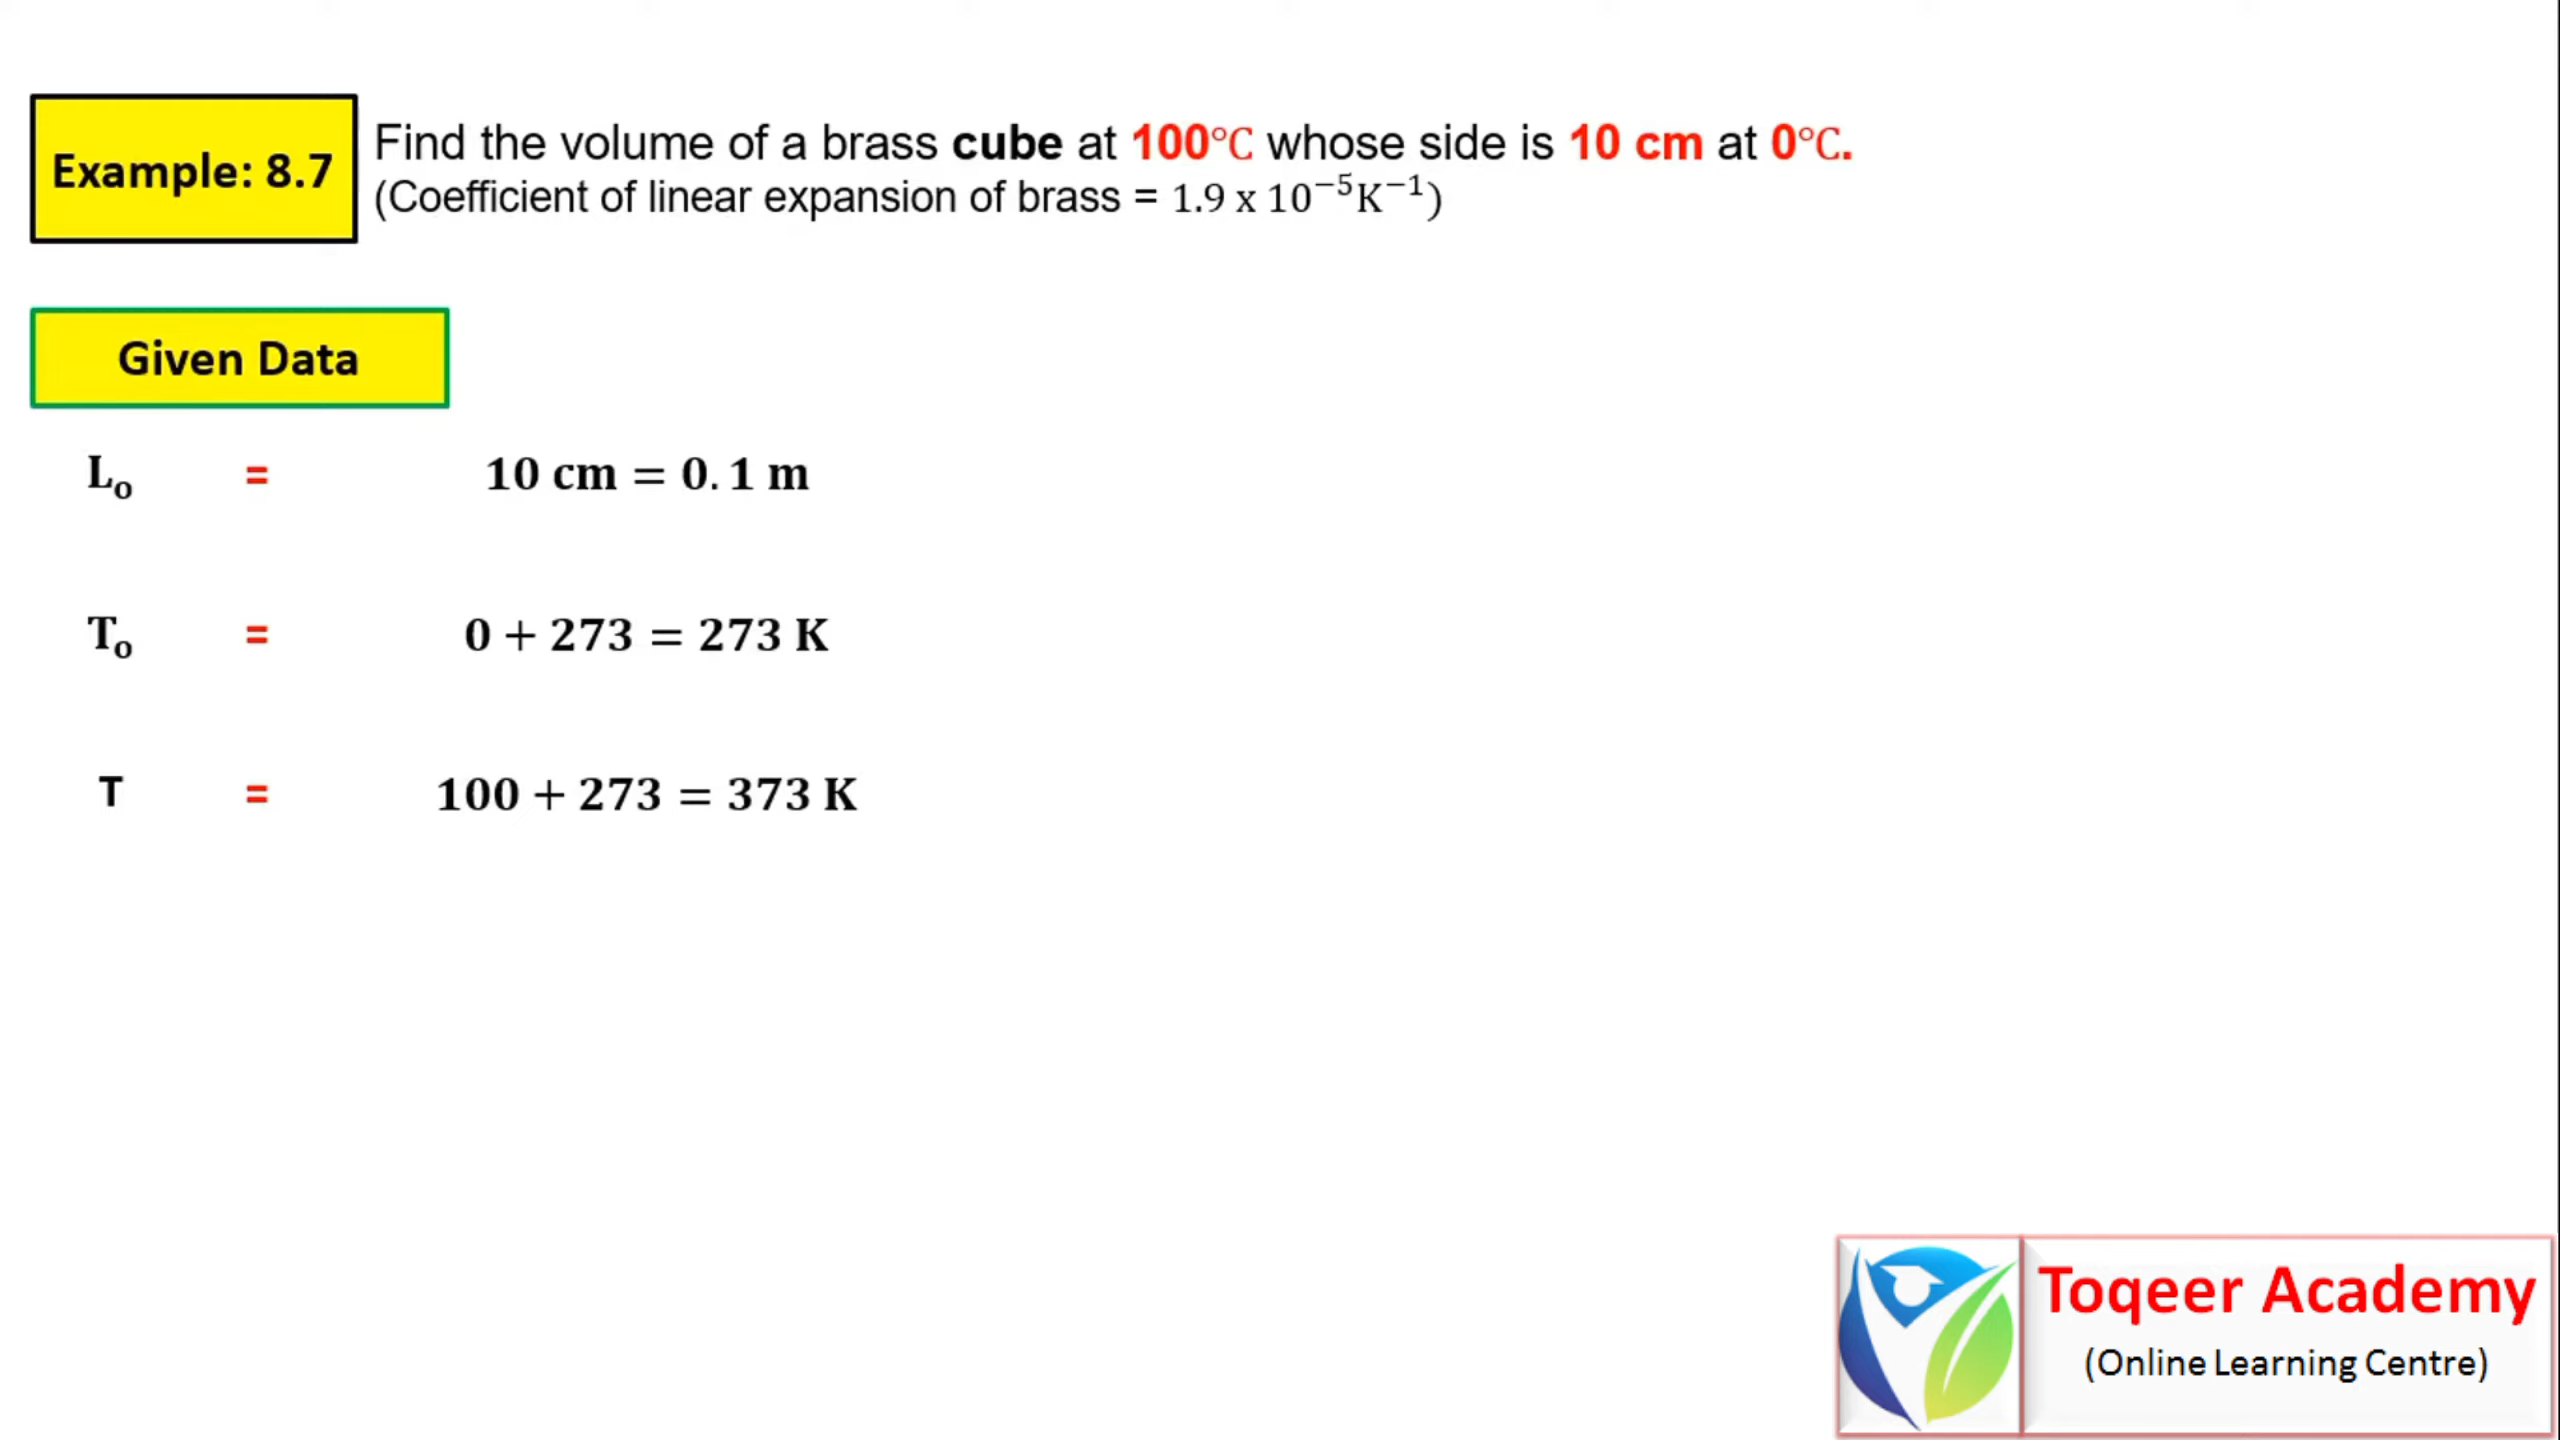 Example: 8.7
Find the volume of a brass cube at 100°C whose side is 10 cm at 0°C.
(Coefficient of linear expansion of brass = 1.9 x 10⁻⁵K⁻¹)
Given Data
Lₒ = 10 cm = 0.1 m
Tₒ = 0 + 273 = 273 K
T = 100 + 273 = 373 K
Toqeer Academy
(Online Learning Centre)